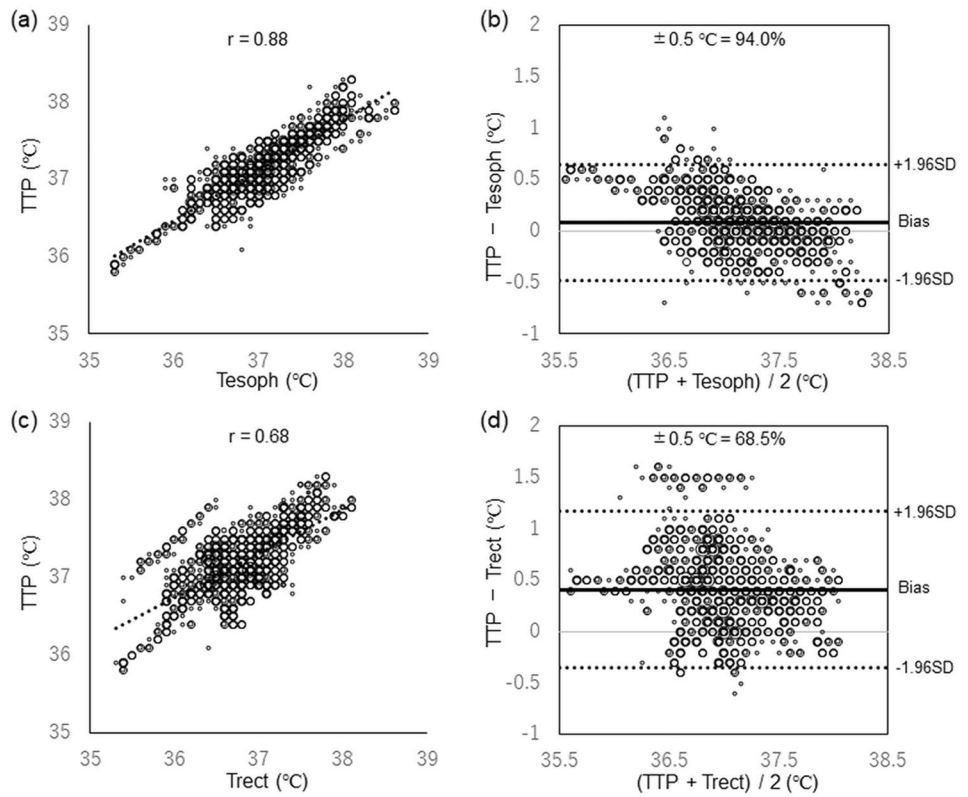 (a)
r = 0.88
39
38
37
36
35
TTP (℃)
35 36 37 38 39
Tesoph (℃)
(b)
±0.5 ℃ = 94.0%
2
1.5
1
0.5
0
-0.5
-1
TTP − Tesoph (℃)
+1.96SD
Bias
-1.96SD
35.5 36.5 37.5 38.5
(TTP + Tesoph) / 2 (℃)
(c)
r = 0.68
39
38
37
36
35
TTP (℃)
35 36 37 38 39
Trect (℃)
(d)
±0.5 ℃ = 68.5%
2
1.5
1
0.5
0
-0.5
-1
TTP − Trect (℃)
+1.96SD
Bias
-1.96SD
35.5 36.5 37.5 38.5
(TTP + Trect) / 2 (℃)